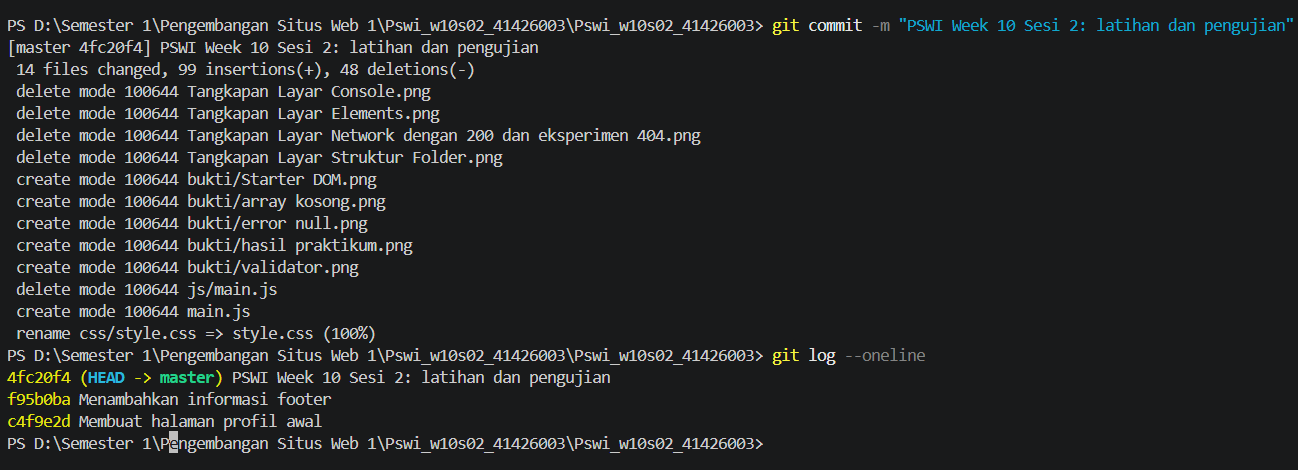 PS D:\Semester 1\Pengembangan Situs Web 1\Pswi_w10s02_41426003\Pswi_w10s02_41426003> git commit -m "PSWI Week 10 Sesi 2: latihan dan pengujian"
[master 4fc20f4] PSWI Week 10 Sesi 2: latihan dan pengujian
 14 files changed, 99 insertions(+), 48 deletions(-)
 delete mode 100644 Tangkapan Layar Console.png
 delete mode 100644 Tangkapan Layar Elements.png
 delete mode 100644 Tangkapan Layar Network dengan 200 dan eksperimen 404.png
 delete mode 100644 Tangkapan Layar Struktur Folder.png
 create mode 100644 bukti/Starter DOM.png
 create mode 100644 bukti/array kosong.png
 create mode 100644 bukti/error null.png
 create mode 100644 bukti/hasil praktikum.png
 create mode 100644 bukti/validator.png
 delete mode 100644 js/main.js
 create mode 100644 main.js
 rename css/style.css => style.css (100%)
PS D:\Semester 1\Pengembangan Situs Web 1\Pswi_w10s02_41426003\Pswi_w10s02_41426003> git log --oneline
4fc20f4 (HEAD -> master) PSWI Week 10 Sesi 2: latihan dan pengujian
f95b0ba Menambahkan informasi footer
c4f9e2d Membuat halaman profil awal
PS D:\Semester 1\Pengembangan Situs Web 1\Pswi_w10s02_41426003\Pswi_w10s02_41426003>